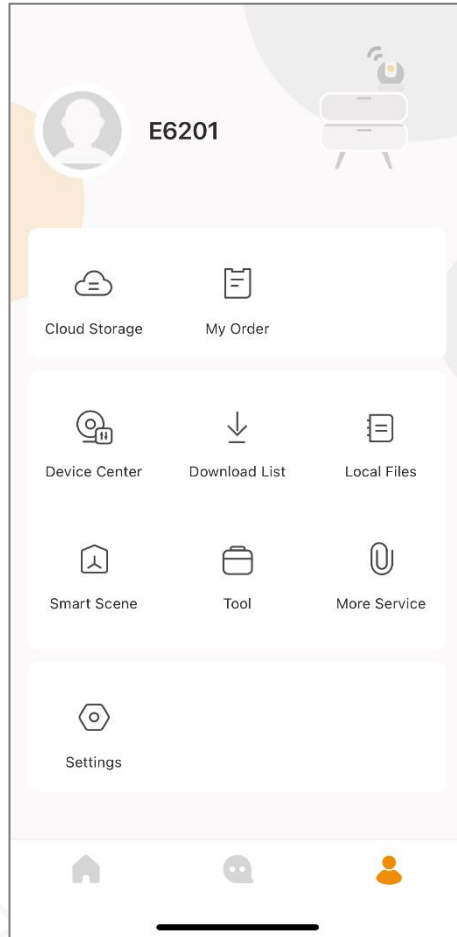 E6201
Cloud Storage My Order
Device Center Download List Local Files
Smart Scene Tool More Service
Settings